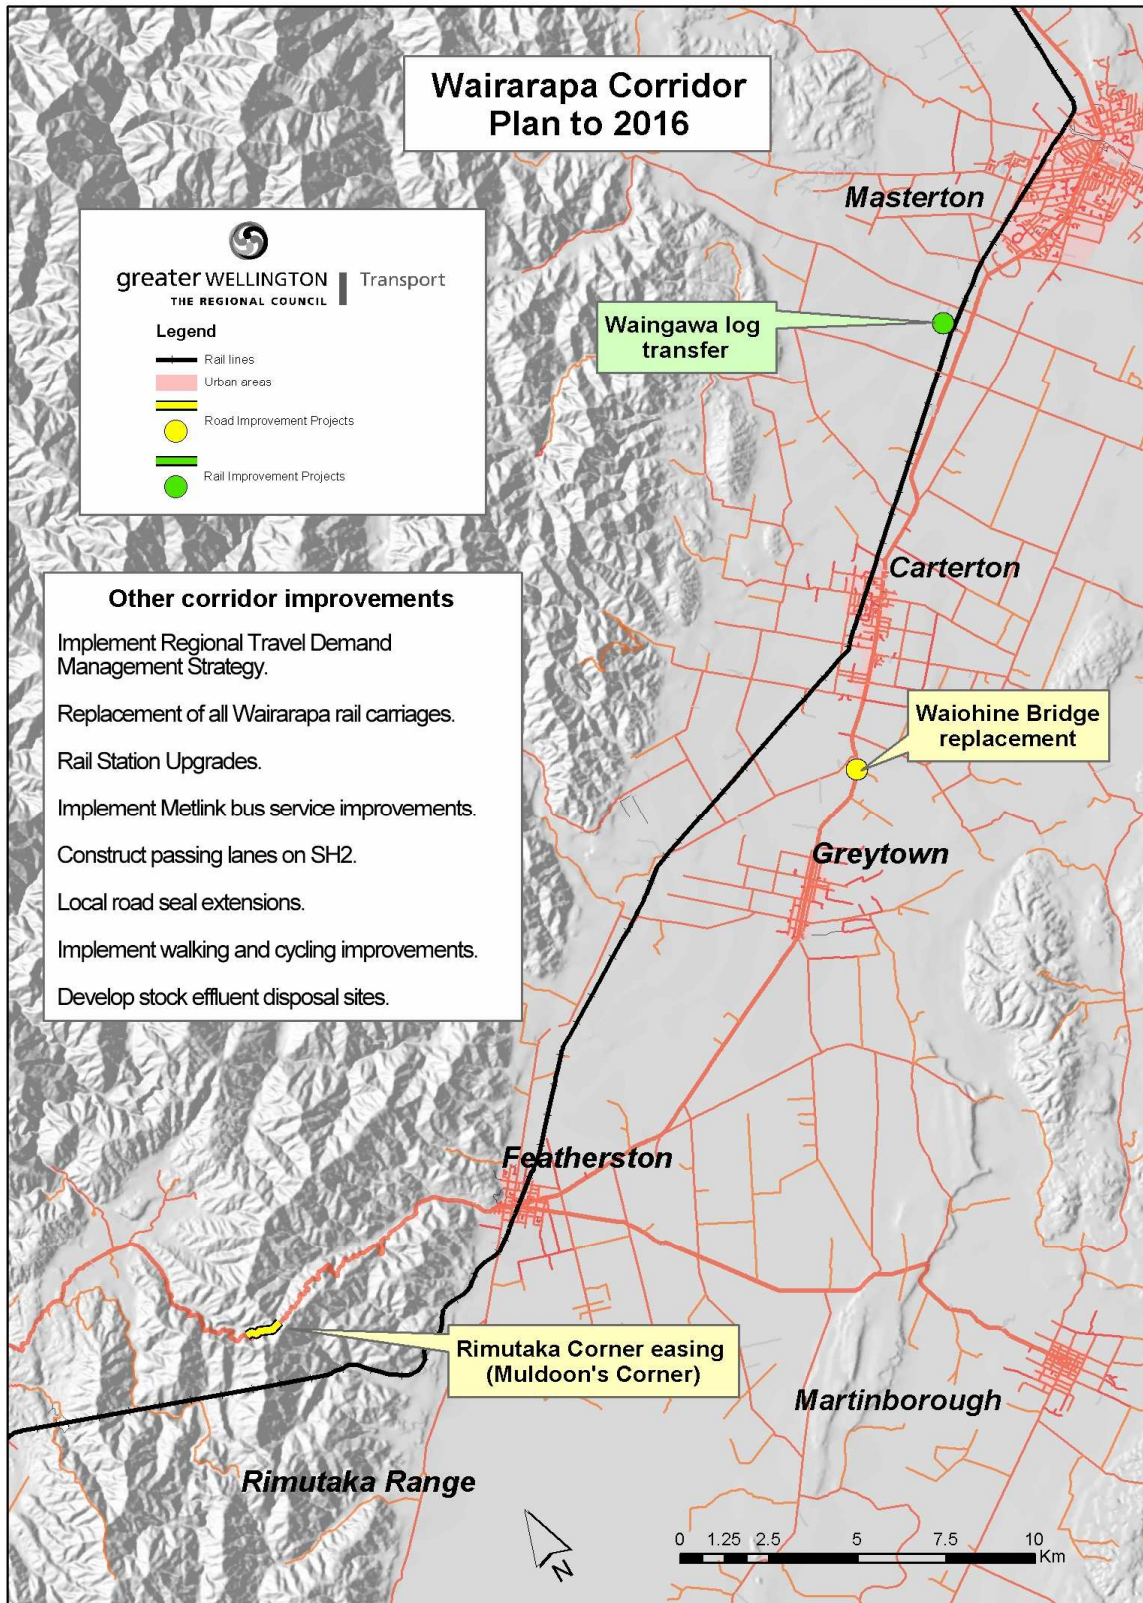 Wairarapa Corridor
Plan to 2016
Masterton
greater WELLINGTON
THE REGIONAL COUNCIL
Transport
Legend
Rail lines
Urban areas
Road Improvement Projects
Rail Improvement Projects
Waingawa log
transfer
Carterton
Other corridor improvements
Implement Regional Travel Demand
Management Strategy.
Replacement of all Wairarapa rail carriages.
Rail Station Upgrades.
Implement Metlink bus service improvements.
Construct passing lanes on SH2.
Local road seal extensions.
Implement walking and cycling improvements.
Develop stock effluent disposal sites.
Waiohine Bridge
replacement
Greytown
Featherston
Rimutaka Corner easing
(Muldoon's Corner)
Martinborough
Rimutaka Range
N
0 1.25 2.5 5 7.5 10
Km